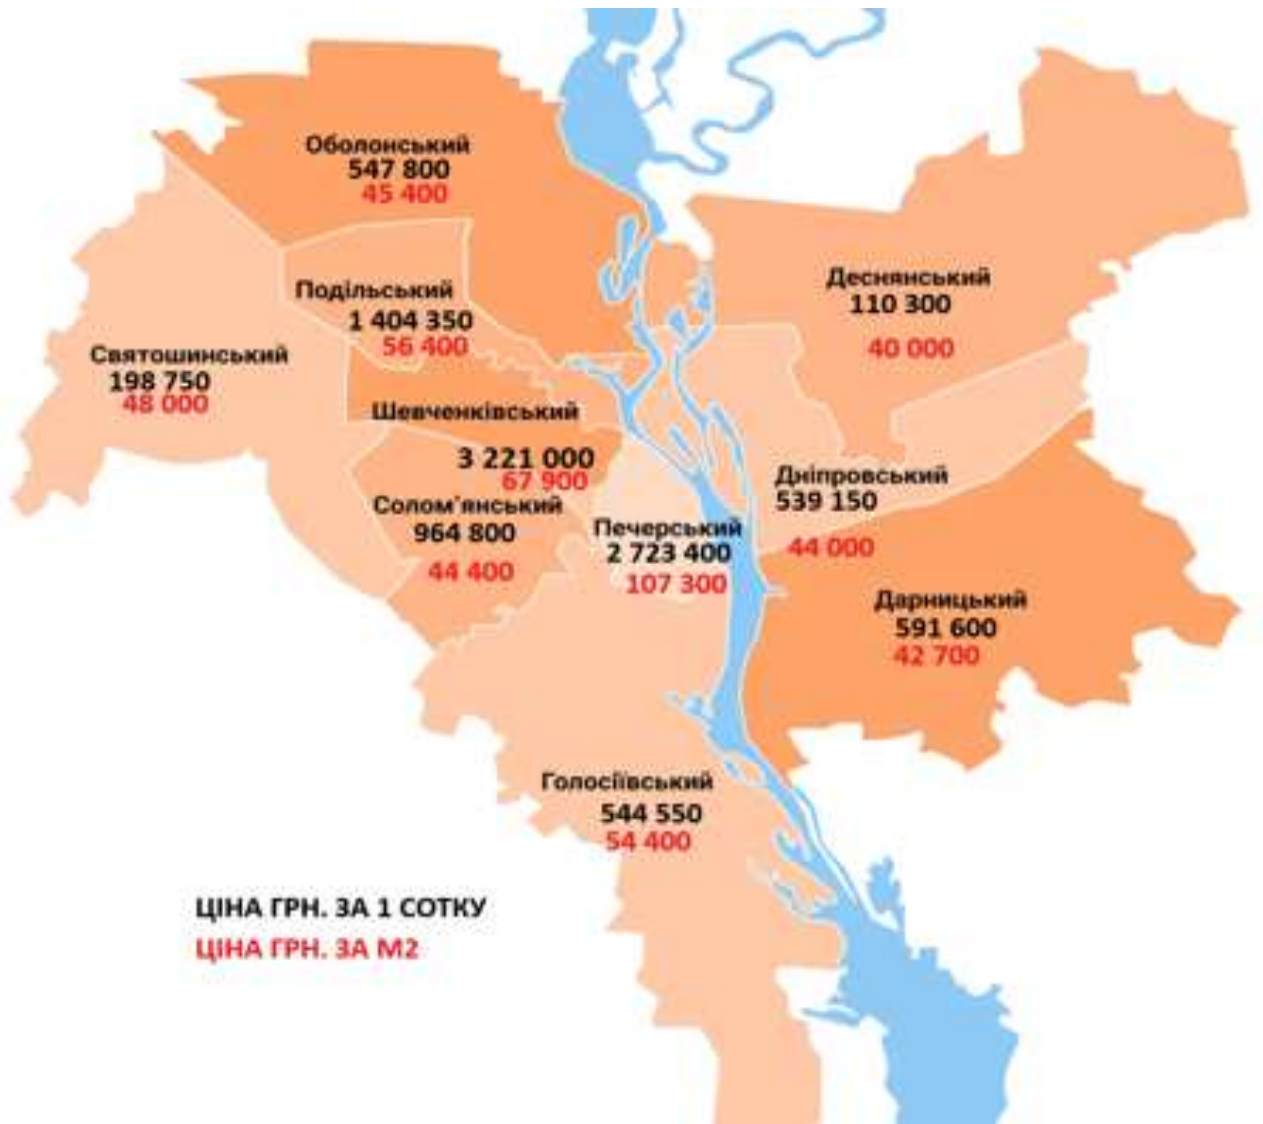 Оболонський
547 800
45 400
Подільський
1 404 350
56 400
Святошинський
198 750
48 000
Деснянський
110 300
40 000
Шевченківський
3 221 000
67 900
Солом'янський
964 800
44 400
Печерський
2 723 400
107 300
Дніпровський
539 150
44 000
Дарницький
591 600
42 700
Голосіївський
544 550
54 400
ЦІНА ГРН. ЗА 1 СОТКУ
ЦІНА ГРН. ЗА М2